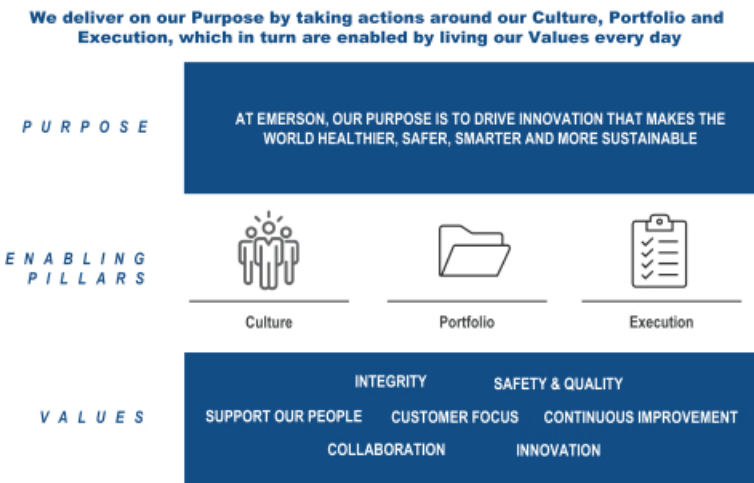 We deliver on our Purpose by taking actions around our Culture, Portfolio and
Execution, which in turn are enabled by living our Values every day
PURPOSE
AT EMERSON, OUR PURPOSE IS TO DRIVE INNOVATION THAT MAKES THE
WORLD HEALTHIER, SAFER, SMARTER AND MORE SUSTAINABLE
ENABLING
PILLARS
Culture
Portfolio
Execution
VALUES
INTEGRITY
SAFETY & QUALITY
SUPPORT OUR PEOPLE
CUSTOMER FOCUS
CONTINUOUS IMPROVEMENT
COLLABORATION
INNOVATION